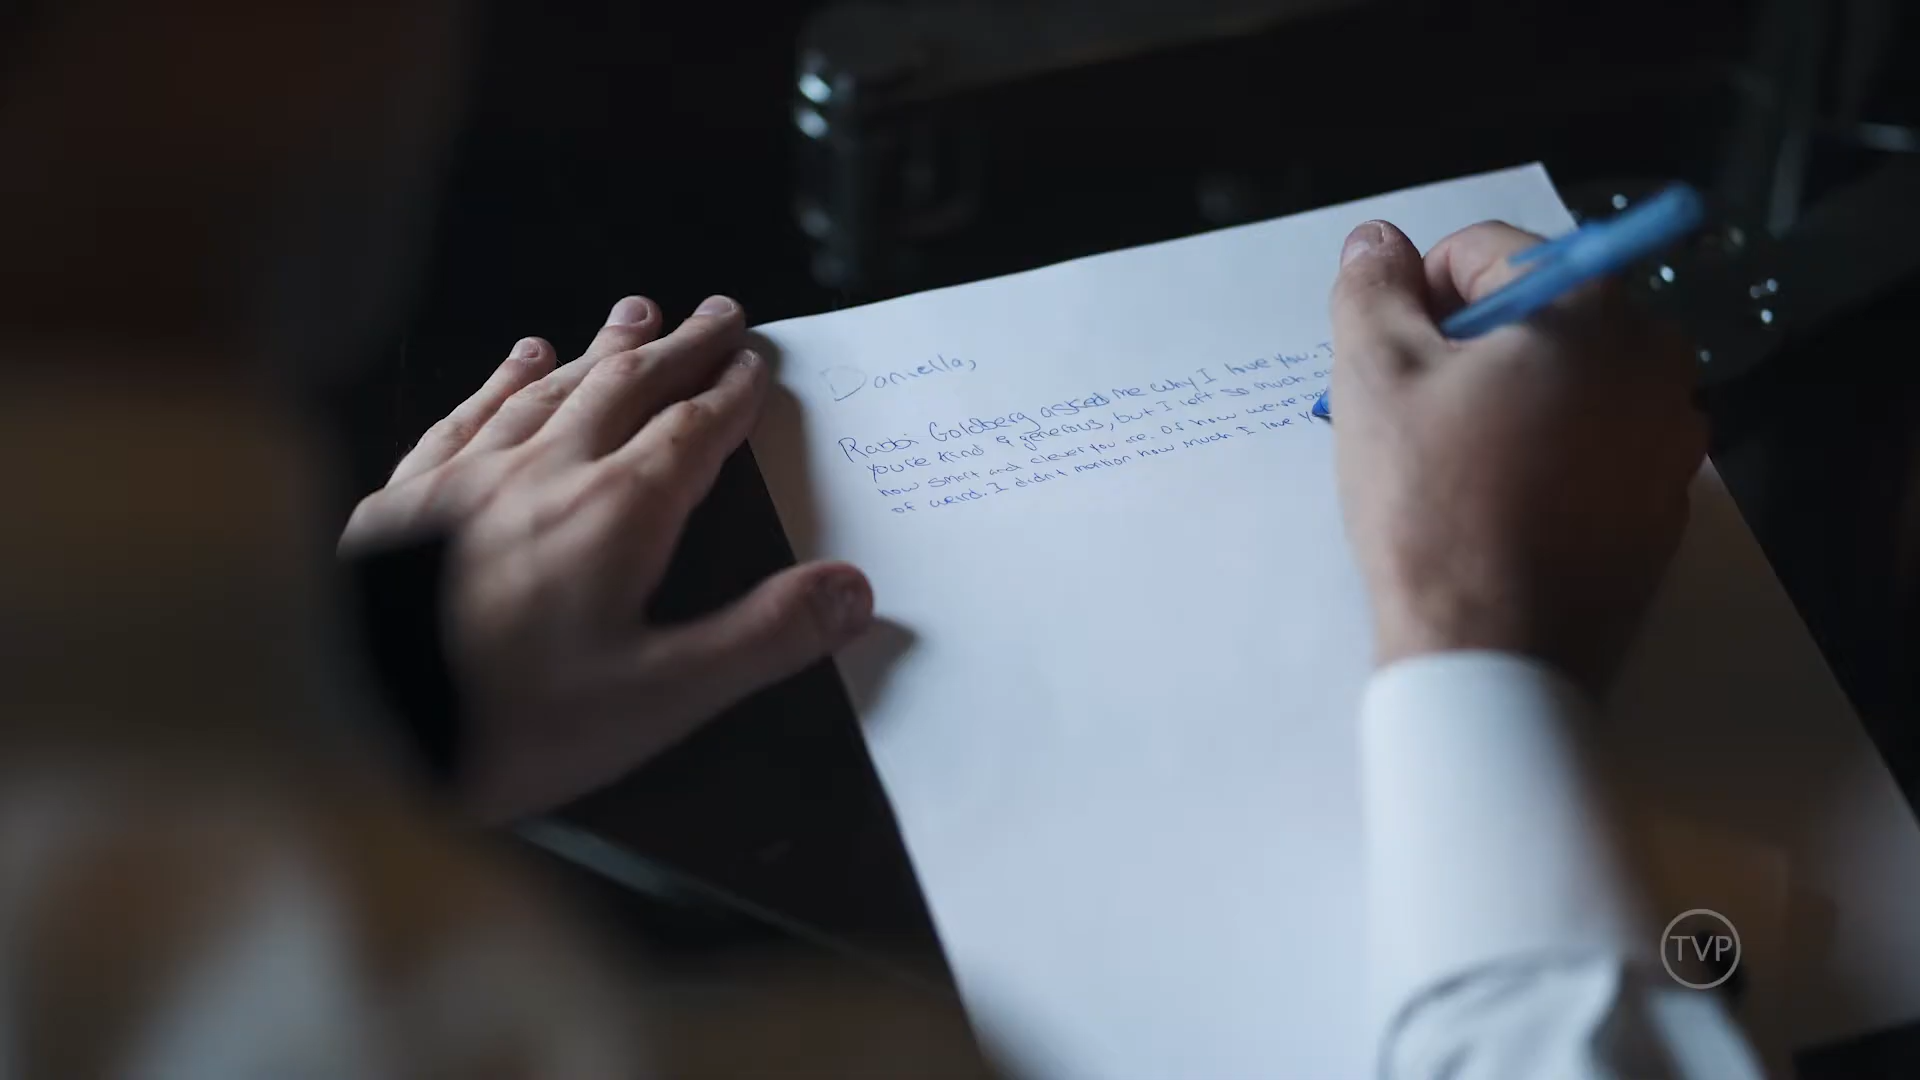 Daniella,
Rabbi Goldberg asked me why I love you. I
you're kind & generous, but I left so much
how smart and clever you are. Of how we're
of weird. I didn't mention how much I love
TVP